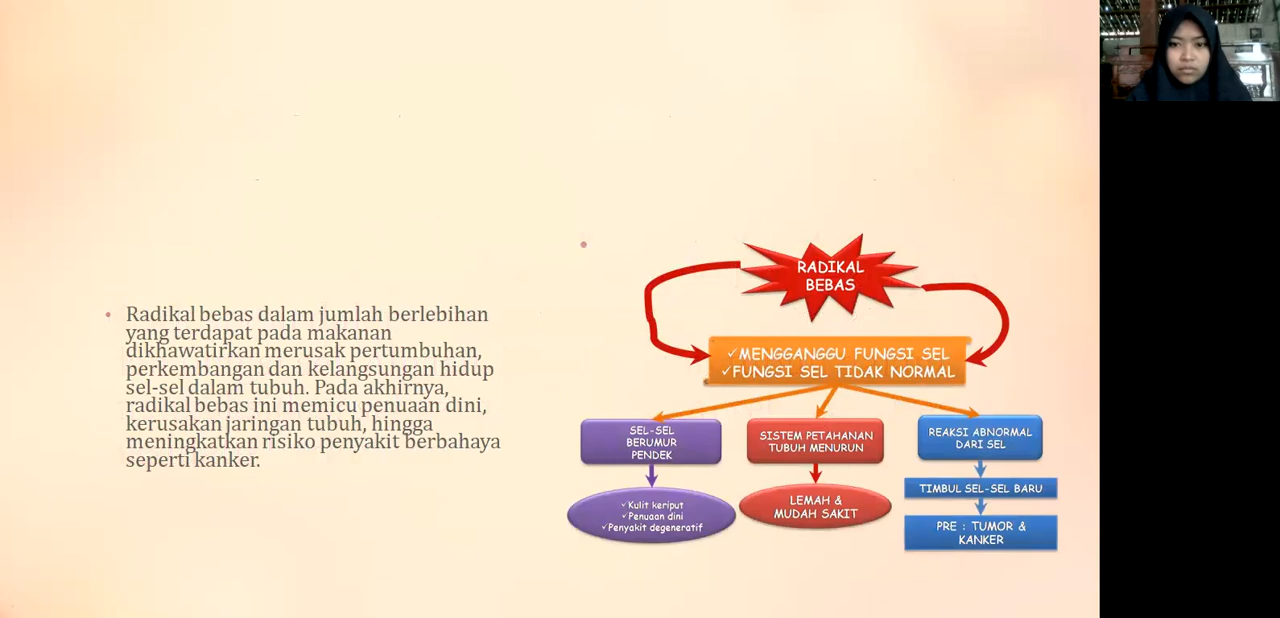 Radikal bebas dalam jumlah berlebihan
yang terdapat pada makanan
dikhawatirkan merusak pertumbuhan,
perkembangan dan kelangsungan hidup
sel-sel dalam tubuh. Pada akhirnya,
radikal bebas ini memicu penuaan dini,
kerusakan jaringan tubuh, hingga
meningkatkan risiko penyakit berbahaya
seperti kanker.
RADIKAL
BEBAS
✓MENGGANGGU FUNGSI SEL
✓FUNGSI SEL TIDAK NORMAL
SEL-SEL
BERUMUR
PENDEK
✓Kulit keriput
✓Penuaan dini
✓Penyakit degeneratif
SISTEM PETAHANAN
TUBUH MENURUN
LEMAH &
MUDAH SAKIT
REAKSI ABNORMAL
DARI SEL
TIMBUL SEL-SEL BARU
PRE : TUMOR &
KANKER